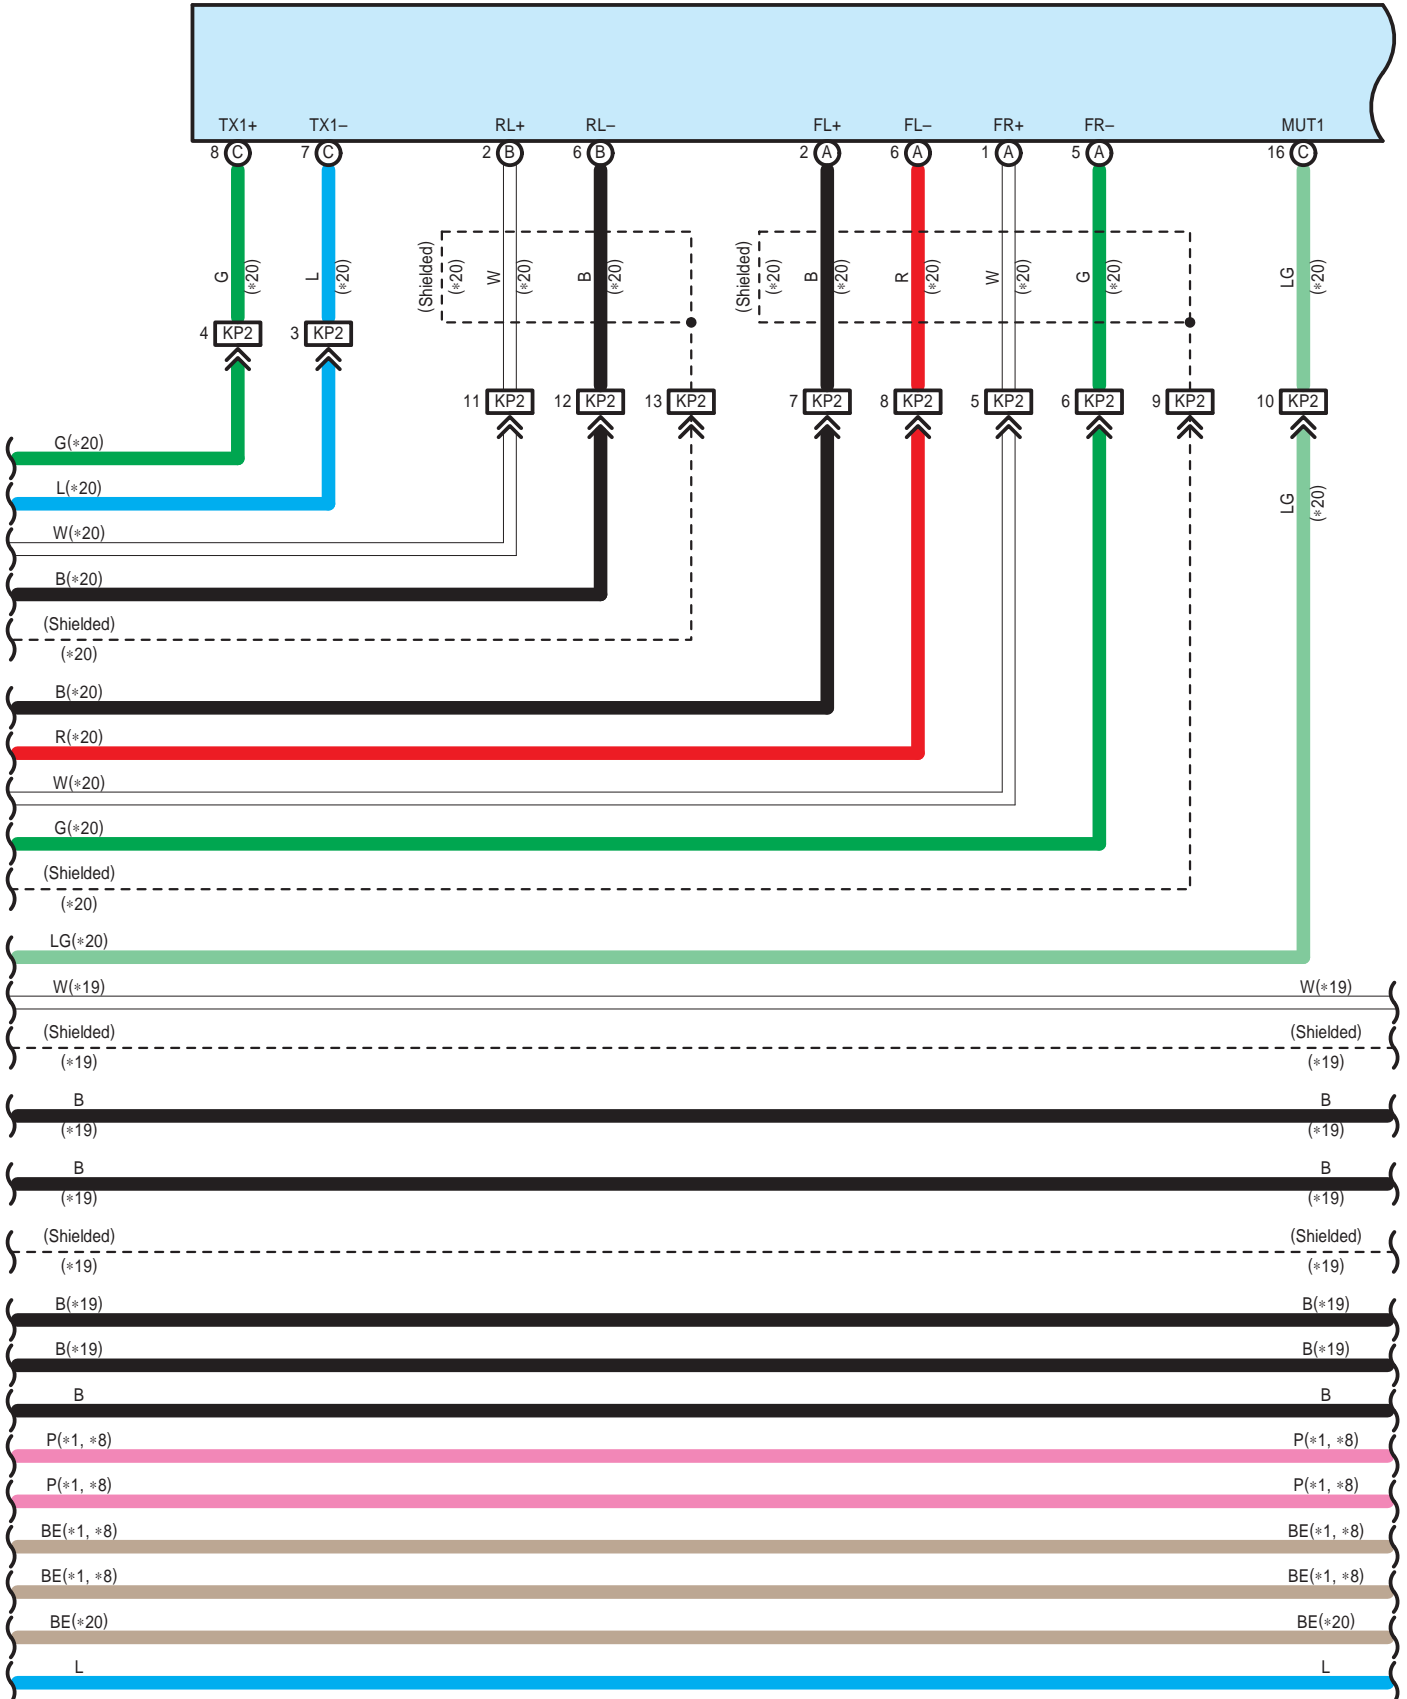 TX1+ TX1– RL+ RL– FL+ FL– FR+ FR– MUT1
8 C 7 C 2 B 6 B 2 A 6 A 1 A 5 A 16 C
G (*20) L (*20) (Shielded) (*20) W (*20) B (*20) (Shielded) (*20) B (*20) R (*20) W (*20) G (*20) LG (*20)
4 KP2 3 KP2
11 KP2 12 KP2 13 KP2 7 KP2 8 KP2 5 KP2 6 KP2 9 KP2 10 KP2
G(*20)
L(*20)
LG (*20)
W(*20)
B(*20)
(Shielded)
(*20)
B(*20)
R(*20)
W(*20)
G(*20)
(Shielded)
(*20)
LG(*20)
W(*19) W(*19)
(Shielded) (Shielded)
(*19) (*19)
B B
(*19) (*19)
B B
(*19) (*19)
(Shielded) (Shielded)
(*19) (*19)
B(*19) B(*19)
B(*19) B(*19)
B B
P(*1, *8) P(*1, *8)
P(*1, *8) P(*1, *8)
BE(*1, *8) BE(*1, *8)
BE(*1, *8) BE(*1, *8)
BE(*20) BE(*20)
L L